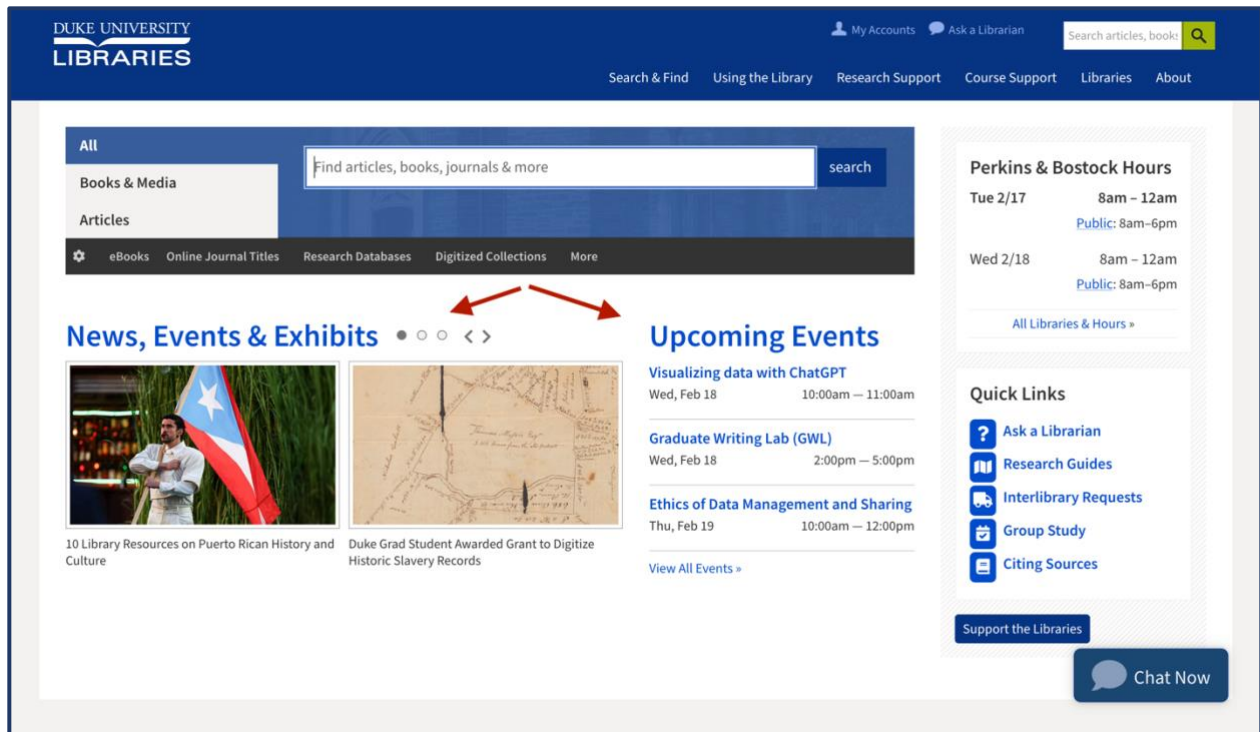 DUKE UNIVERSITY
LIBRARIES
My Accounts
Ask a Librarian
Search articles, book
Search & Find
Using the Library
Research Support
Course Support
Libraries
About
All
Books & Media
Articles
Find articles, books, journals & more
search
eBooks
Online Journal Titles
Research Databases
Digitized Collections
More
News, Events & Exhibits
10 Library Resources on Puerto Rican History and
Culture
Duke Grad Student Awarded Grant to Digitize
Historic Slavery Records
Upcoming Events
Visualizing data with ChatGPT
Wed, Feb 18 10:00am — 11:00am
Graduate Writing Lab (GWL)
Wed, Feb 18 2:00pm — 5:00pm
Ethics of Data Management and Sharing
Thu, Feb 19 10:00am — 12:00pm
View All Events »
Perkins & Bostock Hours
Tue 2/17 8am – 12am
Public: 8am–6pm
Wed 2/18 8am – 12am
Public: 8am–6pm
All Libraries & Hours »
Quick Links
? Ask a Librarian
Research Guides
Interlibrary Requests
Group Study
Citing Sources
Support the Libraries
Chat Now